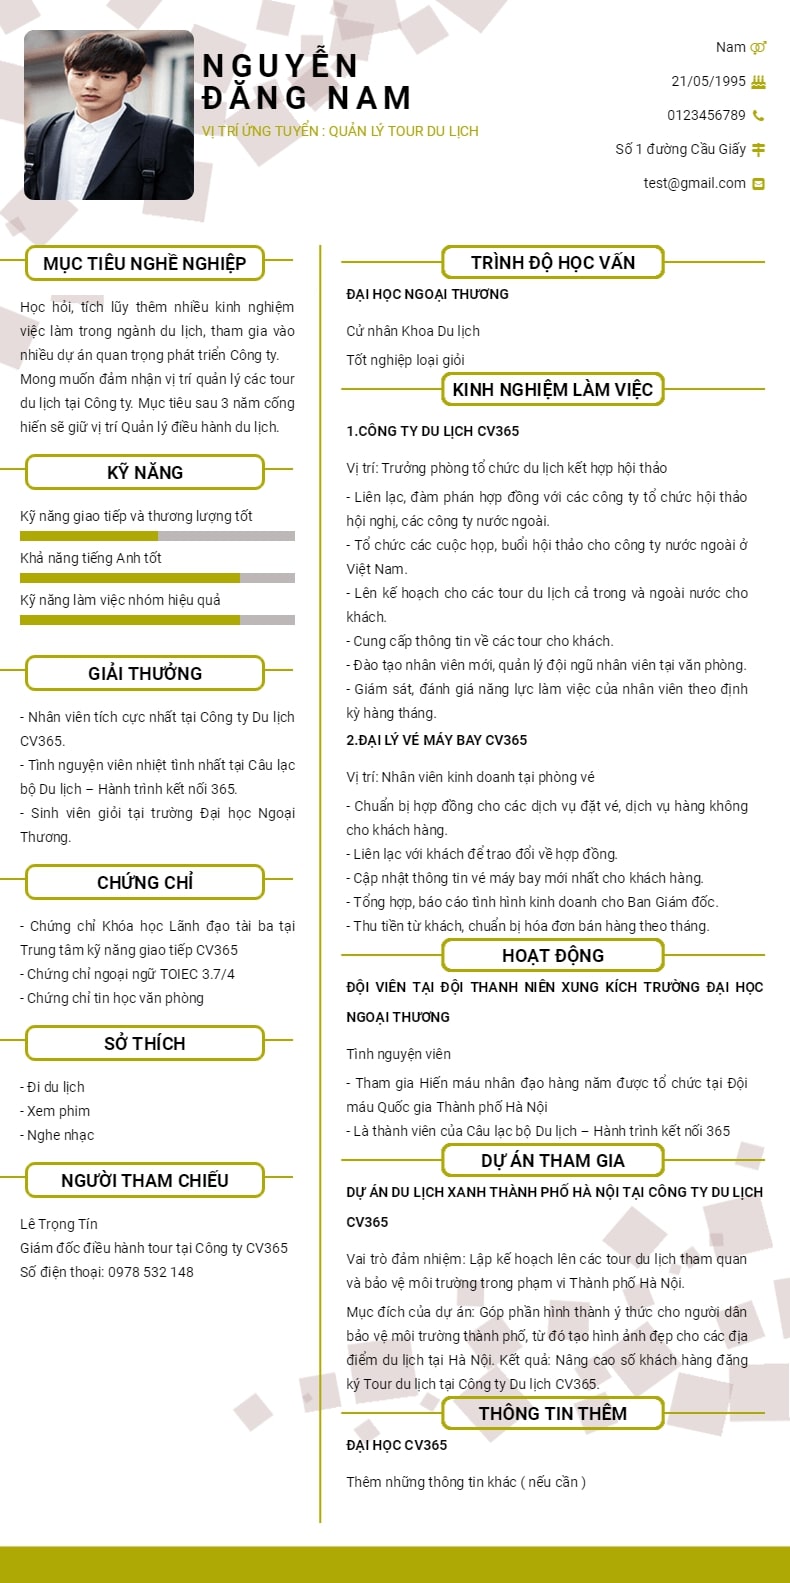 NGUYỄN
ĐĂNG NAM
VỊ TRÍ ỨNG TUYỂN : QUẢN LÝ TOUR DU LỊCH
Nam
21/05/1995
0123456789
Số 1 đường Cầu Giấy
test@gmail.com
MỤC TIÊU NGHỀ NGHIỆP
Học hỏi, tích lũy thêm nhiều kinh nghiệm
việc làm trong ngành du lịch, tham gia vào
nhiều dự án quan trọng phát triển Công ty.
Mong muốn đảm nhận vị trí quản lý các tour
du lịch tại Công ty. Mục tiêu sau 3 năm cống
hiến sẽ giữ vị trí Quản lý điều hành du lịch.
KỸ NĂNG
Kỹ năng giao tiếp và thương lượng tốt
Khả năng tiếng Anh tốt
Kỹ năng làm việc nhóm hiệu quả
GIẢI THƯỞNG
- Nhân viên tích cực nhất tại Công ty Du lịch
CV365.
- Tình nguyện viên nhiệt tình nhất tại Câu lạc
bộ Du lịch – Hành trình kết nối 365.
- Sinh viên giỏi tại trường Đại học Ngoại
Thương.
CHỨNG CHỈ
- Chứng chỉ Khóa học Lãnh đạo tài ba tại
Trung tâm kỹ năng giao tiếp CV365
- Chứng chỉ ngoại ngữ TOIEC 3.7/4
- Chứng chỉ tin học văn phòng
SỞ THÍCH
- Đi du lịch
- Xem phim
- Nghe nhạc
NGƯỜI THAM CHIẾU
Lê Trọng Tín
Giám đốc điều hành tour tại Công ty CV365
Số điện thoại: 0978 532 148
TRÌNH ĐỘ HỌC VẤN
ĐẠI HỌC NGOẠI THƯƠNG
Cử nhân Khoa Du lịch
Tốt nghiệp loại giỏi
KINH NGHIỆM LÀM VIỆC
1.CÔNG TY DU LỊCH CV365
Vị trí: Trưởng phòng tổ chức du lịch kết hợp hội thảo
- Liên lạc, đàm phán hợp đồng với các công ty tổ chức hội thảo
hội nghị, các công ty nước ngoài.
- Tổ chức các cuộc họp, buổi hội thảo cho công ty nước ngoài ở
Việt Nam.
- Lên kế hoạch cho các tour du lịch cả trong và ngoài nước cho
khách.
- Cung cấp thông tin về các tour cho khách.
- Đào tạo nhân viên mới, quản lý đội ngũ nhân viên tại văn phòng.
- Giám sát, đánh giá năng lực làm việc của nhân viên theo định
kỳ hàng tháng.
2.ĐẠI LÝ VÉ MÁY BAY CV365
Vị trí: Nhân viên kinh doanh tại phòng vé
- Chuẩn bị hợp đồng cho các dịch vụ đặt vé, dịch vụ hàng không
cho khách hàng.
- Liên lạc với khách để trao đổi về hợp đồng.
- Cập nhật thông tin vé máy bay mới nhất cho khách hàng.
- Tổng hợp, báo cáo tình hình kinh doanh cho Ban Giám đốc.
- Thu tiền từ khách, chuẩn bị hóa đơn bán hàng theo tháng.
HOẠT ĐỘNG
ĐỘI VIÊN TẠI ĐỘI THANH NIÊN XUNG KÍCH TRƯỜNG ĐẠI HỌC
NGOẠI THƯƠNG
Tình nguyện viên
- Tham gia Hiến máu nhân đạo hàng năm được tổ chức tại Đội
máu Quốc gia Thành phố Hà Nội
- Là thành viên của Câu lạc bộ Du lịch – Hành trình kết nối 365
DỰ ÁN THAM GIA
DỰ ÁN DU LỊCH XANH THÀNH PHỐ HÀ NỘI TẠI CÔNG TY DU LỊCH
CV365
Vai trò đảm nhiệm: Lập kế hoạch lên các tour du lịch tham quan
và bảo vệ môi trường trong phạm vi Thành phố Hà Nội.
Mục đích của dự án: Góp phần hình thành ý thức cho người dân
bảo vệ môi trường thành phố, từ đó tạo hình ảnh đẹp cho các địa
điểm du lịch tại Hà Nội. Kết quả: Nâng cao số khách hàng đăng
ký Tour du lịch tại Công ty Du lịch CV365.
THÔNG TIN THÊM
ĐẠI HỌC CV365
Thêm những thông tin khác ( nếu cần )